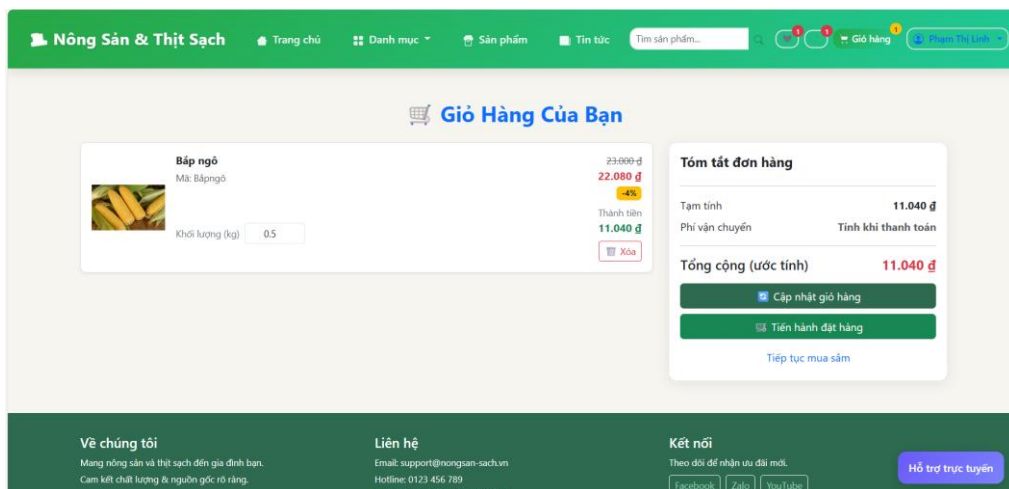 Nông Sản & Thịt Sạch Trang chủ Danh mục Sản phẩm Tin tức Tìm sản phẩm... 1 1 Giỏ hàng 1 Phạm Thị Linh
Giỏ Hàng Của Bạn
Bắp ngô
Mã: Bắpngô
Khối lượng (kg) 0.5
23.000 đ
22.080 đ
-4%
Thành tiền
11.040 đ
Xóa
Tóm tắt đơn hàng
Tạm tính 11.040 đ
Phí vận chuyển Tính khi thanh toán
Tổng cộng (ước tính) 11.040 đ
Cập nhật giỏ hàng
Tiến hành đặt hàng
Tiếp tục mua sắm
Về chúng tôi
Mang nông sản và thịt sạch đến gia đình bạn.
Cam kết chất lượng & nguồn gốc rõ ràng.
Liên hệ
Email: support@nongsan-sach.vn
Hotline: 0123 456 789
Kết nối
Theo dõi để nhận ưu đãi mới.
Facebook Zalo YouTube
Hỗ trợ trực tuyến